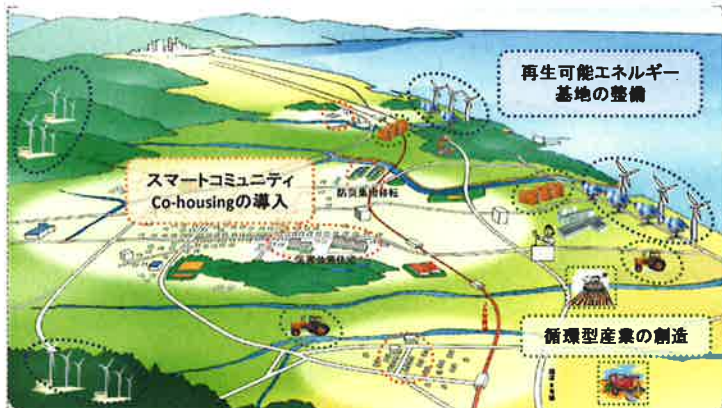 再生可能エネルギー
基地の整備
スマートコミュニティ
Co-housingの導入
防災集団移転
循環型産業の創造